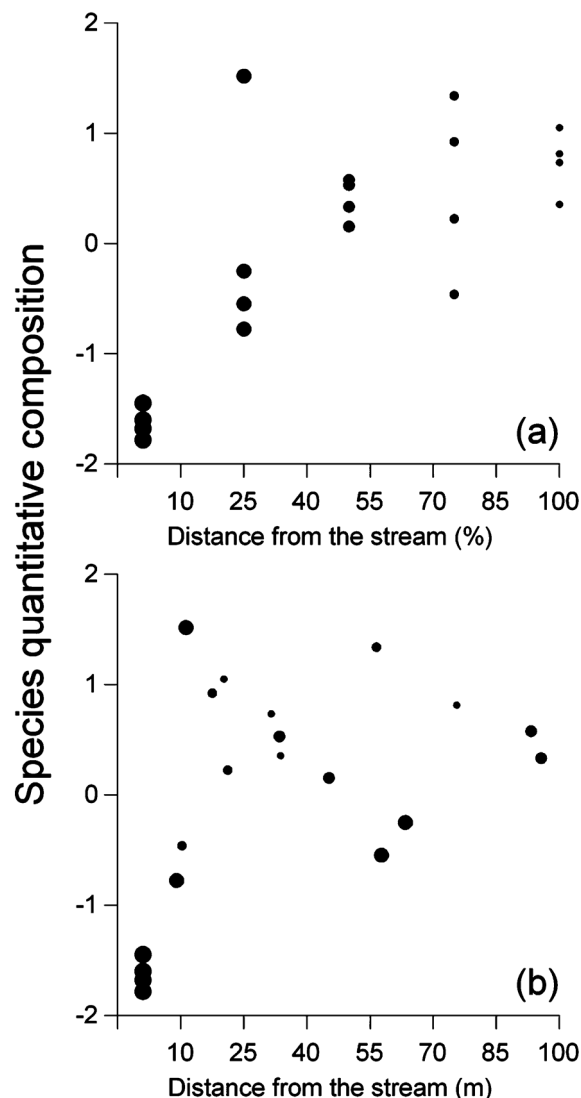 Species quantitative composition
2
1
0
-1
-2
(a)
10 25 40 55 70 85 100
Distance from the stream (%)
2
1
0
-1
-2
(b)
10 25 40 55 70 85 100
Distance from the stream (m)